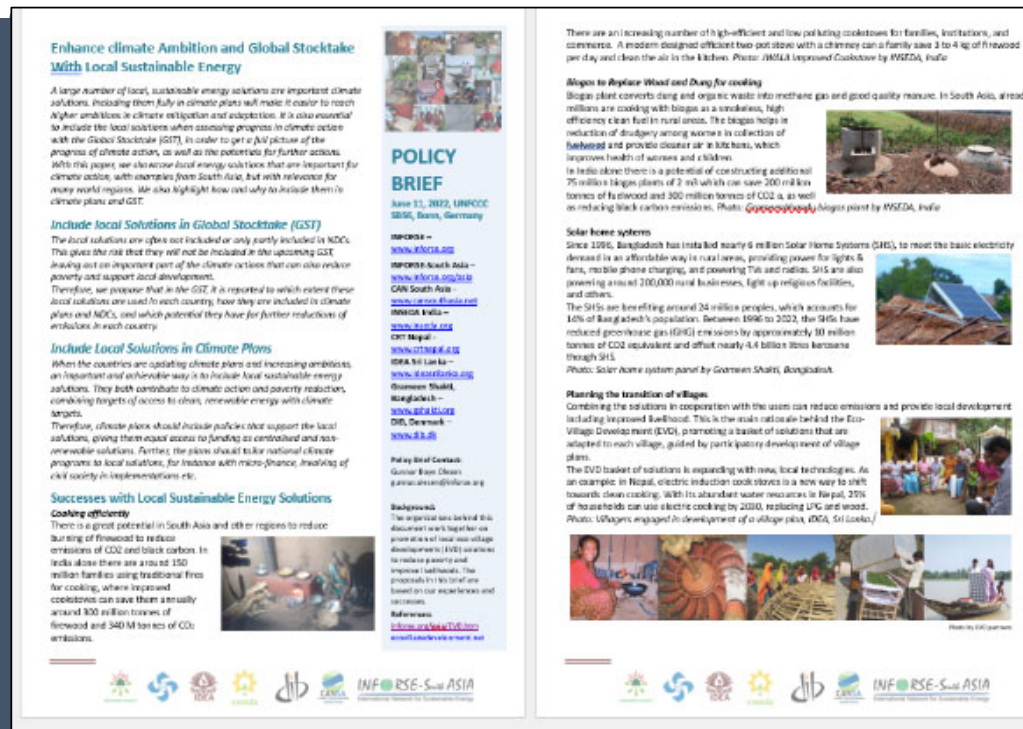 Enhance climate Ambition and Global Stocktake
With Local Sustainable Energy
A large number of local, sustainable energy solutions are important climate
solutions. Including them fully in climate plans will make it easier to reach
higher ambitions in climate mitigation and adaptation. It is also essential
to include the local solutions when assessing progress in climate action
with the Global Stocktake (GST), in order to get a full picture of the
progress of climate action, as well as the potentials for further actions.
With this paper, we showcase local energy solutions that are important for
climate action, with examples from South Asia, but with relevance for
many world regions. We also highlight how and why to include them in
climate plans and GST.
Include local Solutions in Global Stocktake (GST)
The local solutions are often not included or only partly included in NDCs.
This gives the risk that they will not be included in the upcoming GST,
leaving out an important part of the climate actions that can also reduce
poverty and support local development.
Therefore, we propose that in the GST, it is reported to which extent these
local solutions are used in each country, how they are included in climate
plans and NDCs, and which potential they have for further reductions of
emissions in each country.
Include Local Solutions in Climate Plans
When the countries are updating climate plans and increasing ambitions,
an important and achievable way is to include local sustainable energy
solutions. They both contribute to climate action and poverty reduction,
combining targets of access to clean, renewable energy with climate
targets.
Therefore, climate plans should include policies that support the local
solutions, giving them equal access to funding as centralised and non-
renewable solutions. Further, the plans should tailor national climate
programs to local solutions, for instance with micro-finance, involving of
civil society in implementations etc.
Successes with Local Sustainable Energy Solutions
Cooking efficiently
There is a great potential in South Asia and other regions to reduce
burning of firewood to reduce
emissions of CO2 and black carbon. In
India alone there are around 150
million families using traditional fires
for cooking, where improved
cookstoves can save them annually
around 300 million tonnes of
firewood and 340 M tonnes of CO₂
emissions.
POLICY
BRIEF
June 11, 2022, UNFCCC
SB56, Bonn, Germany
INFORSE –
www.inforse.org
INFORSE South Asia –
www.inforse.org/asia
CAN South Asia -
www.cansouthasia.net
INSEDA India –
www.inseda.org
CRT Nepal -
www.crtnepal.org
IDEA Sri Lanka –
www.ideasrilanka.org
Grameen Shakti,
Bangladesh –
www.gshakti.org
DIB, Denmark –
www.dib.dk
Policy Brief Contact:
Gunnar Boye Olesen
gunnar.olesen@inforse.org
Background:
The organisations behind this
document work together on
promotion of local eco village
developments (EVD) solutions
to reduce poverty and
improve livelihoods. The
proposals in this brief are
based on our experiences and
successes.
References:
inforse.org/asia/EVD.htm
ecovillagedevelopment.net
INFORSE-South ASIA
International Network for Sustainable Energy
There are an increasing number of high-efficient and low polluting cookstoves for families, institutions, and
commerce. A modern designed efficient two-pot stove with a chimney can a family save 3 to 4 kg of firewood
per day and clean the air in the kitchen. Photo: JWALA Improved Cookstove by INSEDA, India
Biogas to Replace Wood and Dung for cooking
Biogas plant converts dung and organic waste into methane gas and good quality manure. In South Asia, alread
millions are cooking with biogas as a smokeless, high
efficiency clean fuel in rural areas. The biogas helps in
reduction of drudgery among women in collection of
fuelwood and provide cleaner air in kitchens, which
improves health of women and children.
In India alone there is a potential of constructing additional
75 million biogas plants of 2 m3 which can save 200 million
tonnes of fuelwood and 300 million tonnes of CO2 a, as well
as reducing black carbon emissions. Photo: biogas plant by INSEDA, India
Solar home systems
Since 1996, Bangladesh has installed nearly 6 million Solar Home Systems (SHS), to meet the basic electricity
demand in an affordable way in rural areas, providing power for lights &
fans, mobile phone charging, and powering TVs and radios. SHS are also
powering around 200,000 rural businesses, light up religious facilities,
and others.
The SHSs are benefiting around 24 million peoples, which accounts for
14% of Bangladesh's population. Between 1996 to 2022, the SHSs have
reduced greenhouse gas (GHG) emissions by approximately 10 million
tonnes of CO2 equivalent and offset nearly 4.4 billion litres kerosene
though SHS.
Photo: Solar home system panel by Grameen Shakti, Bangladesh.
Planning the transition of villages
Combining the solutions in cooperation with the users can reduce emissions and provide local development
including improved livelihood. This is the main rationale behind the Eco-
Village Development (EVD), promoting a basket of solutions that are
adapted to each village, guided by participatory development of village
plans.
The EVD basket of solutions is expanding with new, local technologies. As
an example: in Nepal, electric induction cook stoves is a new way to shift
towards clean cooking. With its abundant water resources in Nepal, 25%
of households can use electric cooking by 2030, replacing LPG and wood.
Photo: Villagers engaged in development of a village plan, IDEA, Sri Lanka.
Photo by EVD partners
INFORSE-South ASIA
International Network for Sustainable Energy